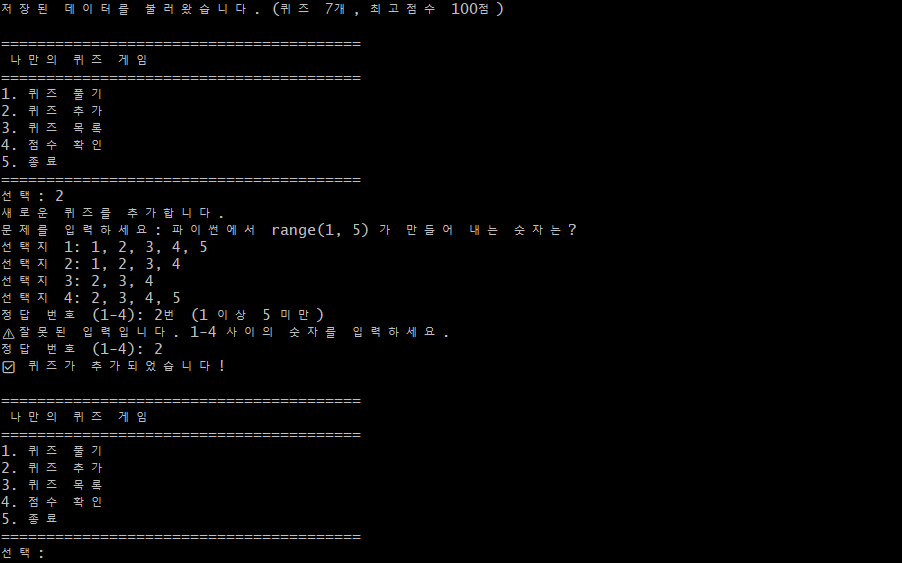 저장된 데이터를 불러왔습니다. (퀴즈 7개, 최고점수 100점)
========================================
나만의 퀴즈 게임
========================================
1. 퀴즈 풀기
2. 퀴즈 추가
3. 퀴즈 목록
4. 점수 확인
5. 종료
========================================
선택: 2
새로운 퀴즈를 추가합니다.
문제를 입력하세요: 파이썬에서 range(1, 5) 가 만들어 내는 숫자는?
선택지 1: 1, 2, 3, 4, 5
선택지 2: 1, 2, 3, 4
선택지 3: 2, 3, 4
선택지 4: 2, 3, 4, 5
정답 번호 (1-4): 2번 (1 이상 5 미만)
⚠잘못된 입력입니다. 1-4 사이의 숫자를 입력하세요.
정답 번호 (1-4): 2
☑ 퀴즈가 추가되었습니다!
========================================
나만의 퀴즈 게임
========================================
1. 퀴즈 풀기
2. 퀴즈 추가
3. 퀴즈 목록
4. 점수 확인
5. 종료
========================================
선택: